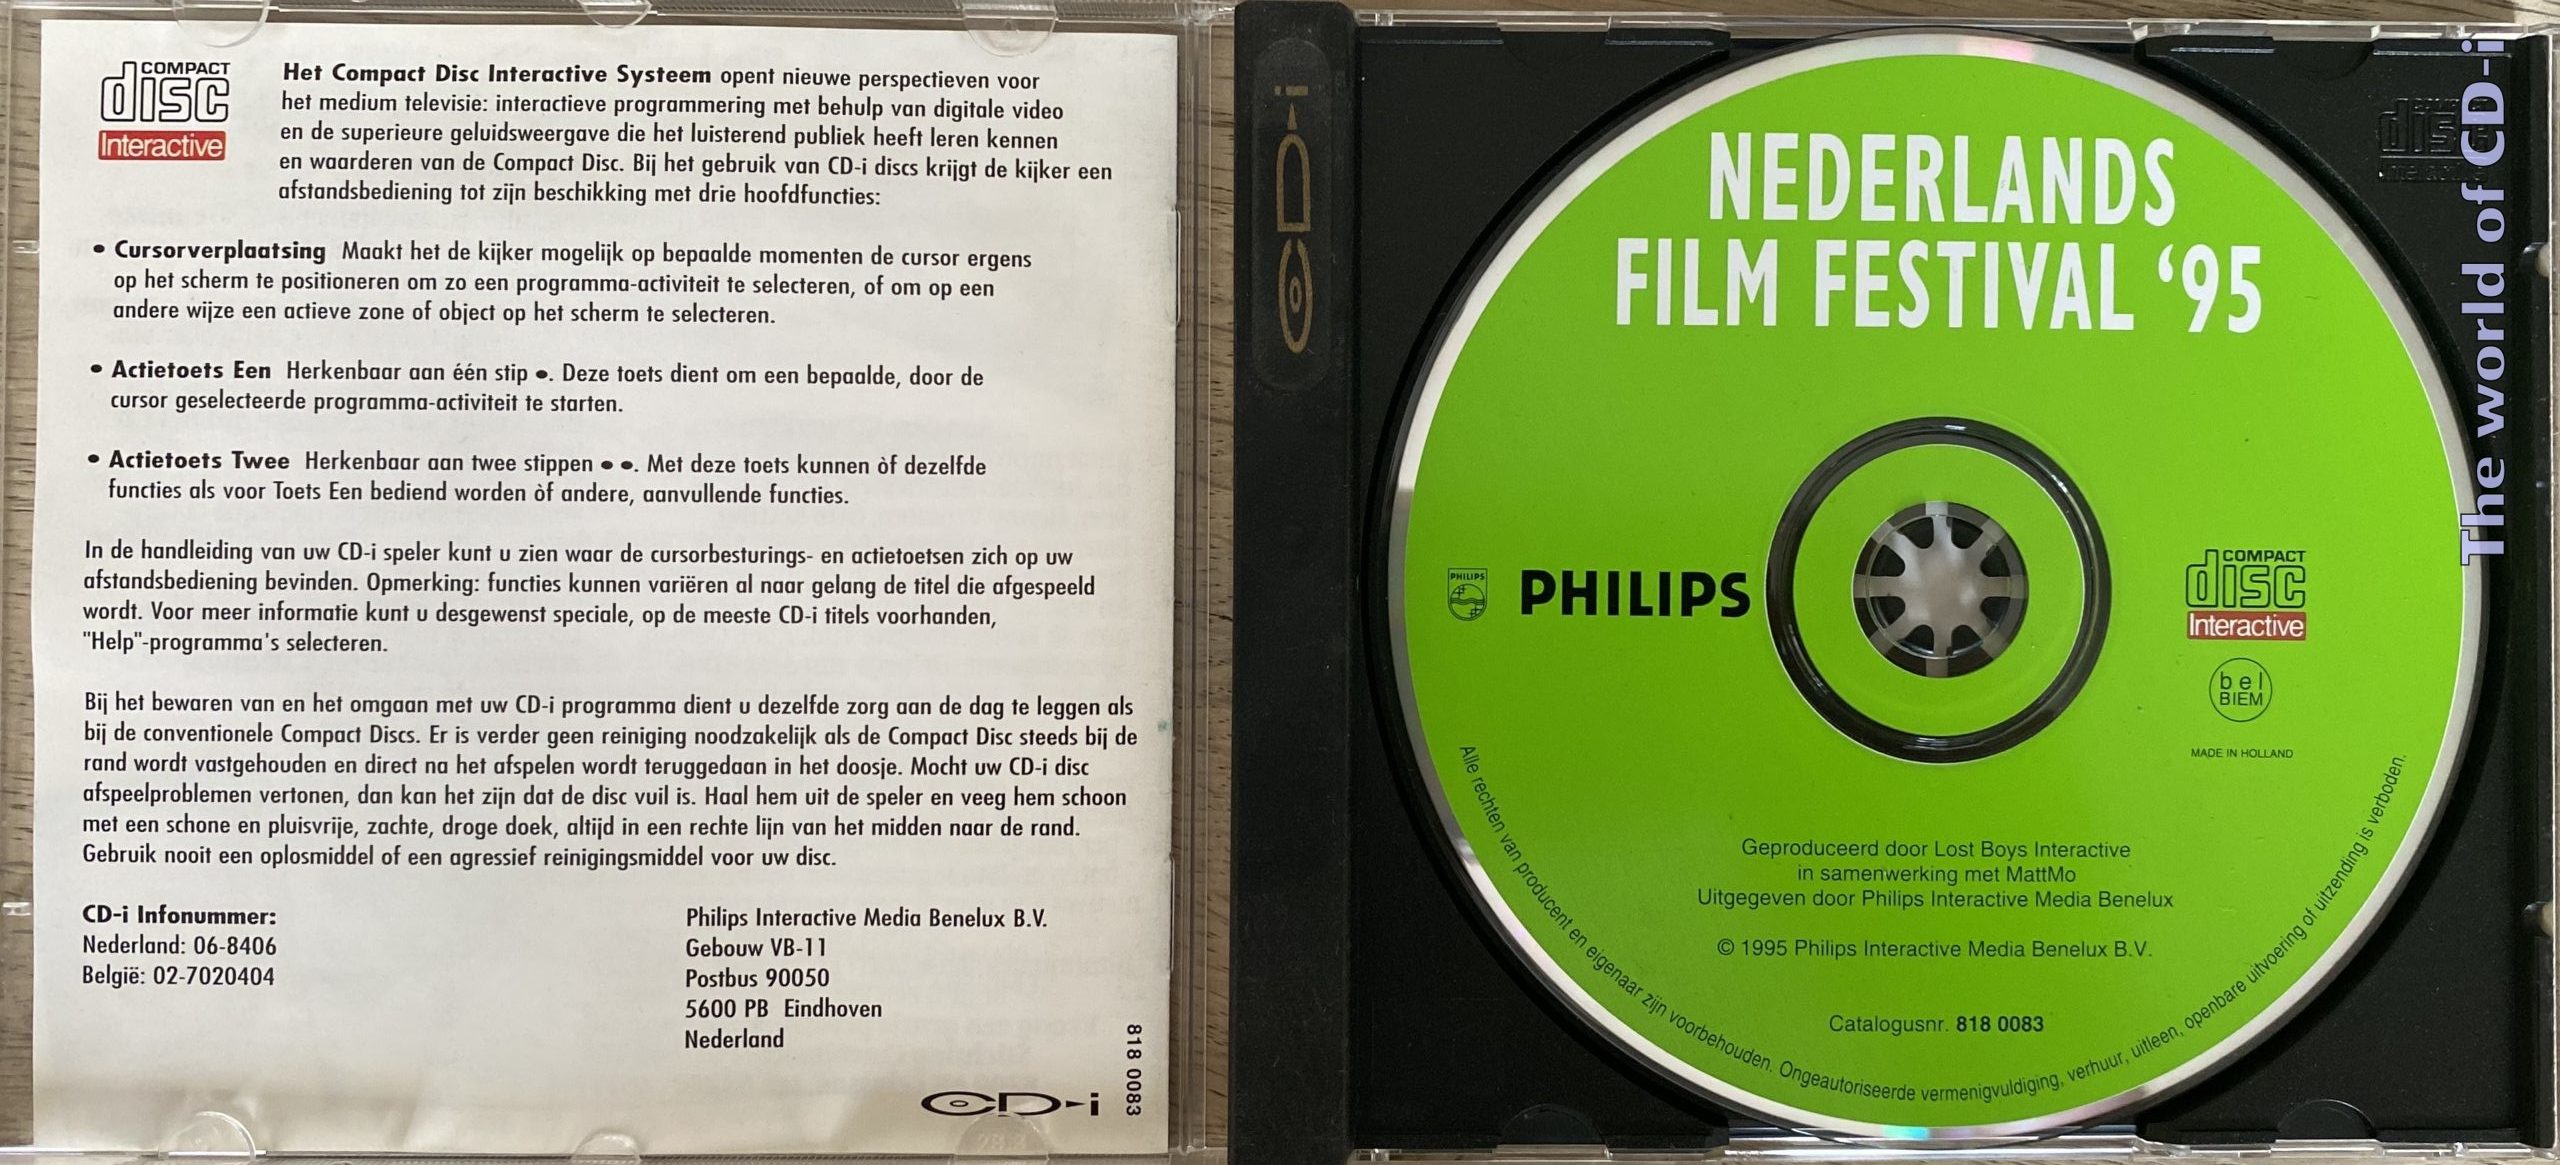 COMPACT
disc
Interactive
Het Compact Disc Interactive Systeem opent nieuwe perspectieven voor
het medium televisie: interactieve programmering met behulp van digitale video
en de superieure geluidsweergave die het luisterend publiek heeft leren kennen
en waarderen van de Compact Disc. Bij het gebruik van CD-i discs krijgt de kijker een
afstandsbediening tot zijn beschikking met drie hoofdfuncties:
• Cursorverplaatsing Maakt het de kijker mogelijk op bepaalde momenten de cursor ergens
op het scherm te positioneren om zo een programma-activiteit te selecteren, of om op een
andere wijze een actieve zone of object op het scherm te selecteren.
• Actietoets Een Herkenbaar aan één stip •. Deze toets dient om een bepaalde, door de
cursor geselecteerde programma-activiteit te starten.
• Actietoets Twee Herkenbaar aan twee stippen • •. Met deze toets kunnen òf dezelfde
functies als voor Toets Een bediend worden òf andere, aanvullende functies.
In de handleiding van uw CD-i speler kunt u zien waar de cursorbesturings- en actietoetsen zich op uw
afstandsbediening bevinden. Opmerking: functies kunnen variëren al naar gelang de titel die afgespeeld
wordt. Voor meer informatie kunt u desgewenst speciale, op de meeste CD-i titels voorhanden,
"Help"-programma's selecteren.
Bij het bewaren van en het omgaan met uw CD-i programma dient u dezelfde zorg aan de dag te leggen als
bij de conventionele Compact Discs. Er is verder geen reiniging noodzakelijk als de Compact Disc steeds bij de
rand wordt vastgehouden en direct na het afspelen wordt teruggedaan in het doosje. Mocht uw CD-i disc
afspeelproblemen vertonen, dan kan het zijn dat de disc vuil is. Haal hem uit de speler en veeg hem schoon
met een schone en pluisvrije, zachte, droge doek, altijd in een rechte lijn van het midden naar de rand.
Gebruik nooit een oplosmiddel of een agressief reinigingsmiddel voor uw disc.
CD-i Infonummer:
Nederland: 06-8406
België: 02-7020404
Philips Interactive Media Benelux B.V.
Gebouw VB-11
Postbus 90050
5600 PB Eindhoven
Nederland
818 0083
CD-i
CD-i
NEDERLANDS
FILM FESTIVAL '95
PHILIPS
PHILIPS
COMPACT
disc
Interactive
bel
BIEM
MADE IN HOLLAND
Geproduceerd door Lost Boys Interactive
in samenwerking met MattMo
Uitgegeven door Philips Interactive Media Benelux
© 1995 Philips Interactive Media Benelux B.V.
Catalogusnr. 818 0083
Alle rechten van producent en eigenaar zijn voorbehouden. Ongeautoriseerde vermenigvuldiging, verhuur, uitleen, openbare uitvoering of uitzending is verboden.
disc
The world of CD-i